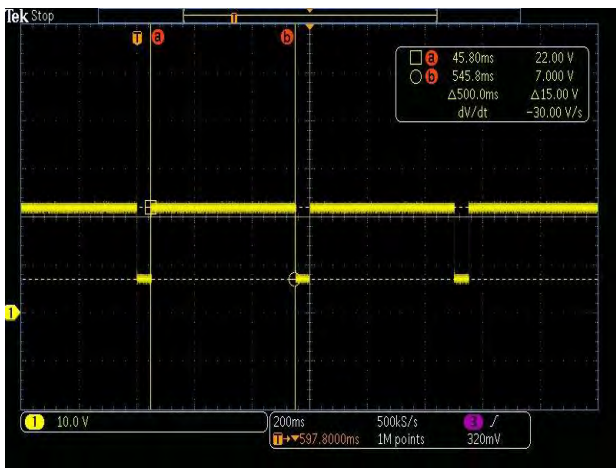 Tek Stop
T
T a b
a 45.80ms 22.00 V
b 545.8ms 7.000 V
Δ500.0ms Δ15.00 V
dV/dt −30.00 V/s
1
1 10.0 V
200ms 500kS/s 3
T→▼597.8000ms 1M points 320mV